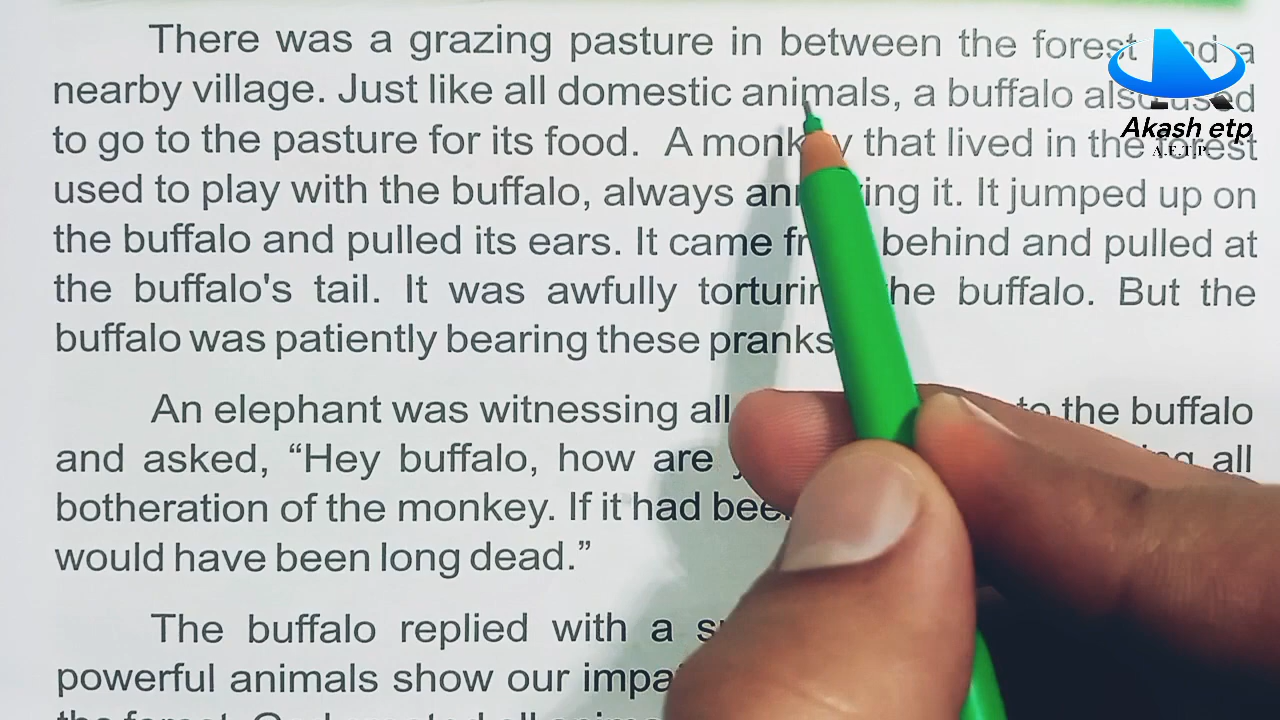 There was a grazing pasture in between the forest and a
nearby village. Just like all domestic animals, a buffalo also used
to go to the pasture for its food. A monkey that lived in the forest
used to play with the buffalo, always annoying it. It jumped up on
the buffalo and pulled its ears. It came from behind and pulled at
the buffalo's tail. It was awfully torturing the buffalo. But the
buffalo was patiently bearing these pranks
An elephant was witnessing all to the buffalo
and asked, “Hey buffalo, how are all
botheration of the monkey. If it had been
would have been long dead.”
The buffalo replied with a
powerful animals show our
Akash etp
A.E.T.P